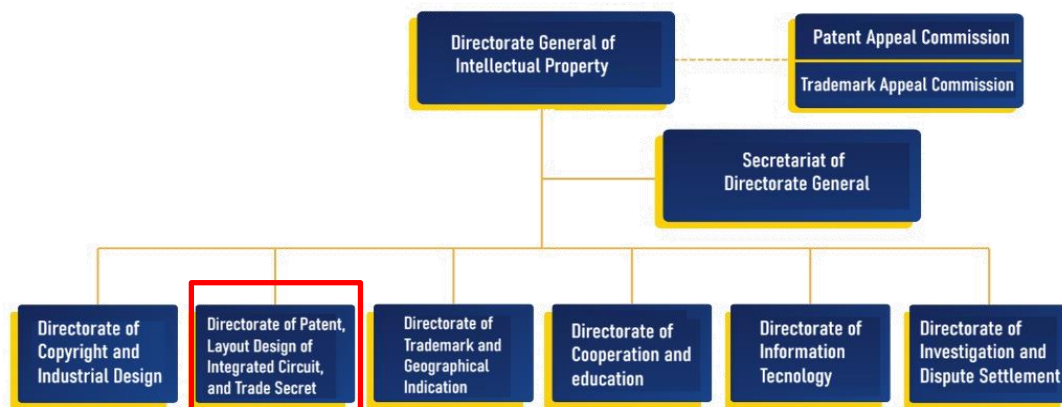 Directorate General of
Intellectual Property
Patent Appeal Commission
Trademark Appeal Commission
Secretariat of
Directorate General
Directorate of
Copyright and
Industrial Design
Directorate of Patent,
Layout Design of
Integrated Circuit,
and Trade Secret
Directorate of
Trademark and
Geographical
Indication
Directorate of
Cooperation and
education
Directorate of
Information
Tecnology
Directorate of
Investigation and
Dispute Settlement